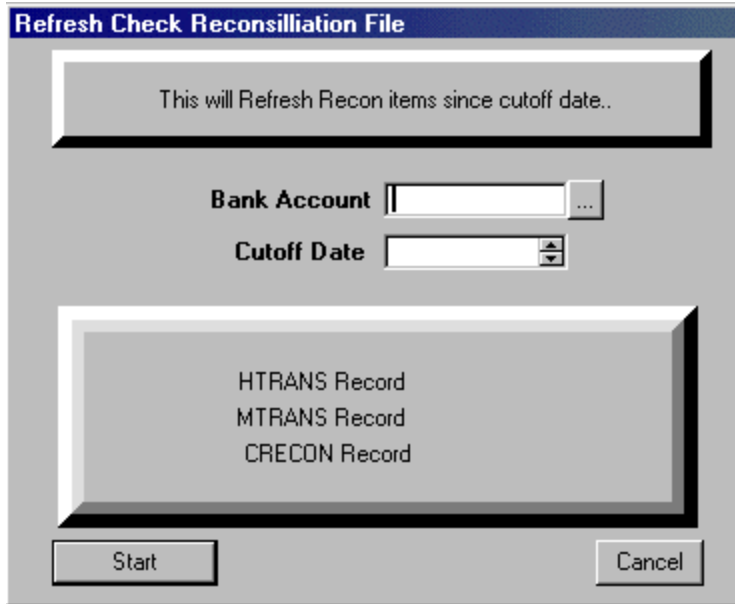 Refresh Check Reconsilliation File
This will Refresh Recon items since cutoff date..
Bank Account ...
Cutoff Date
HTRANS Record
MTRANS Record
CRECON Record
Start Cancel